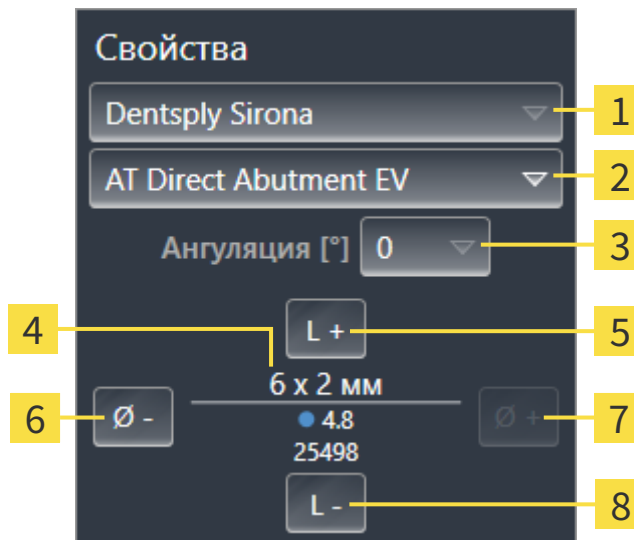 Свойства
Dentsply Sirona
1
AT Direct Abutment EV
2
Ангуляция [°] 0
3
4
L +
5
6 x 2 мм
6
Ø -
4.8
Ø +
7
25498
L -
8